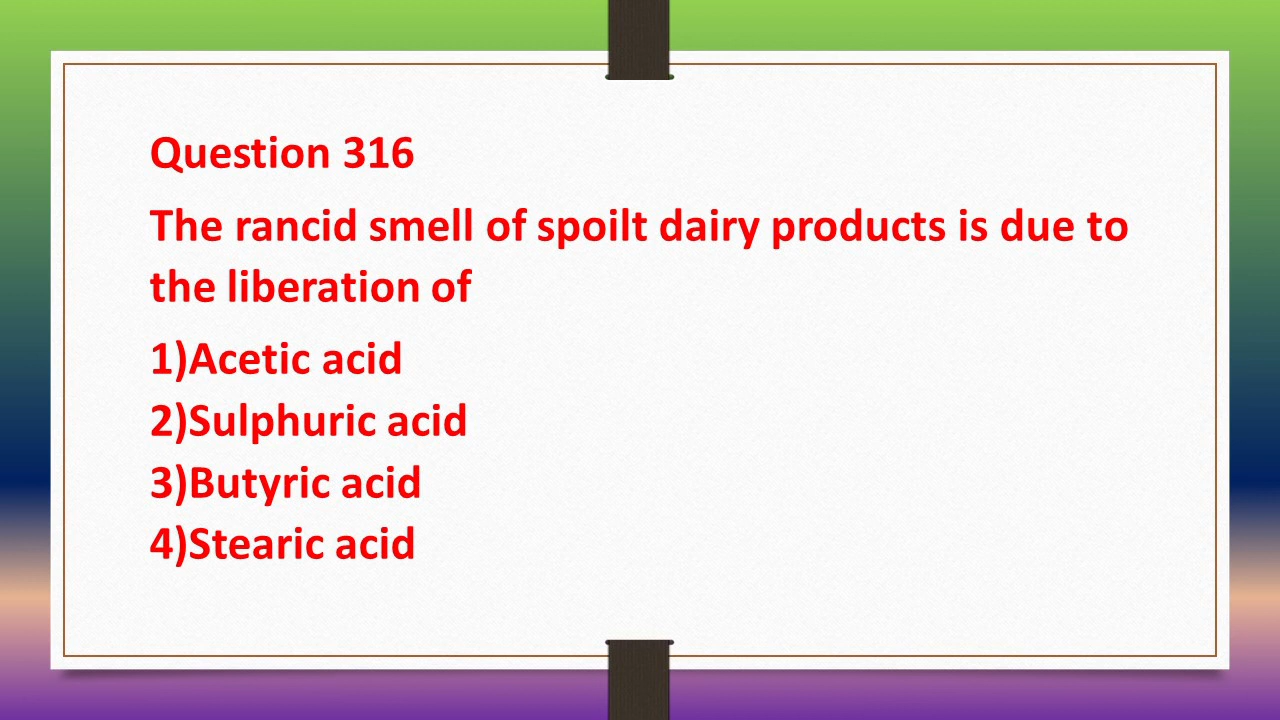 Question 316
The rancid smell of spoilt dairy products is due to
the liberation of
1)Acetic acid
2)Sulphuric acid
3)Butyric acid
4)Stearic acid